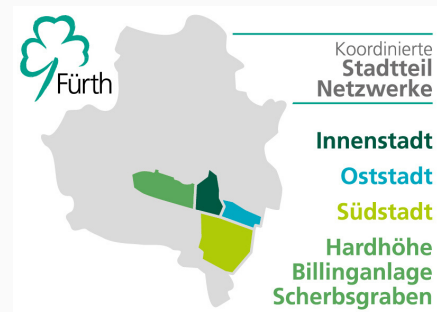 Fürth
Koordinierte
Stadtteil
Netzwerke
Innenstadt
Oststadt
Südstadt
Hardhöhe
Billinganlage
Scherbsgraben